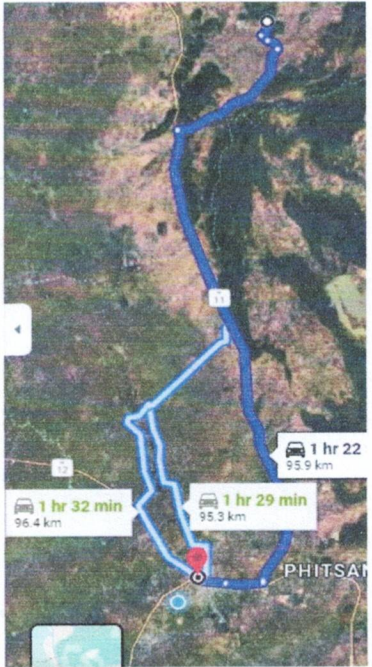 11
1 hr 22
95.9 km
12
1 hr 32 min
96.4 km
1 hr 29 min
95.3 km
PHITSAN